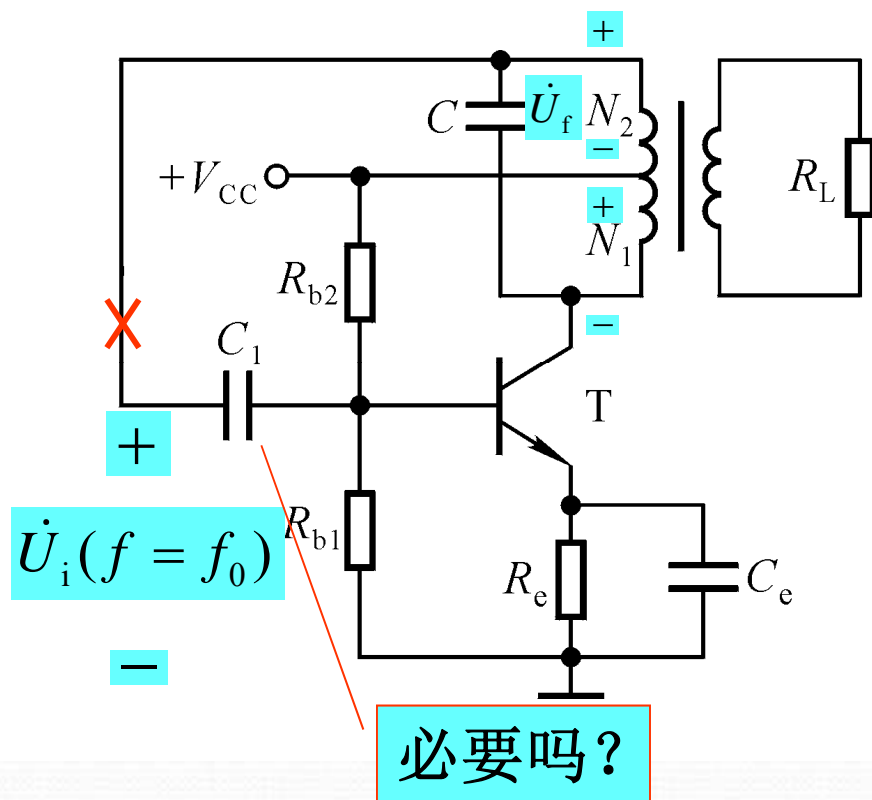 +
C
U̇f
N2
−
+VCC
+
RL
N1
Rb2
−
C1
T
+
U̇i(f = f0)
Rb1
Re
Ce
−
必要吗?